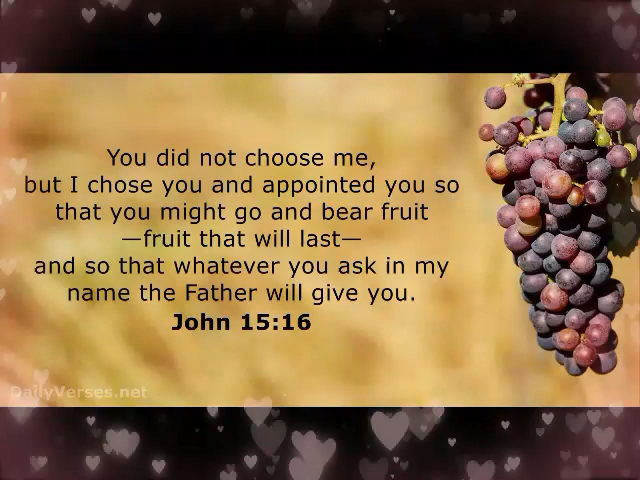 You did not choose me,
but I chose you and appointed you so
that you might go and bear fruit
—fruit that will last—
and so that whatever you ask in my
name the Father will give you.
John 15:16
DailyVerses.net